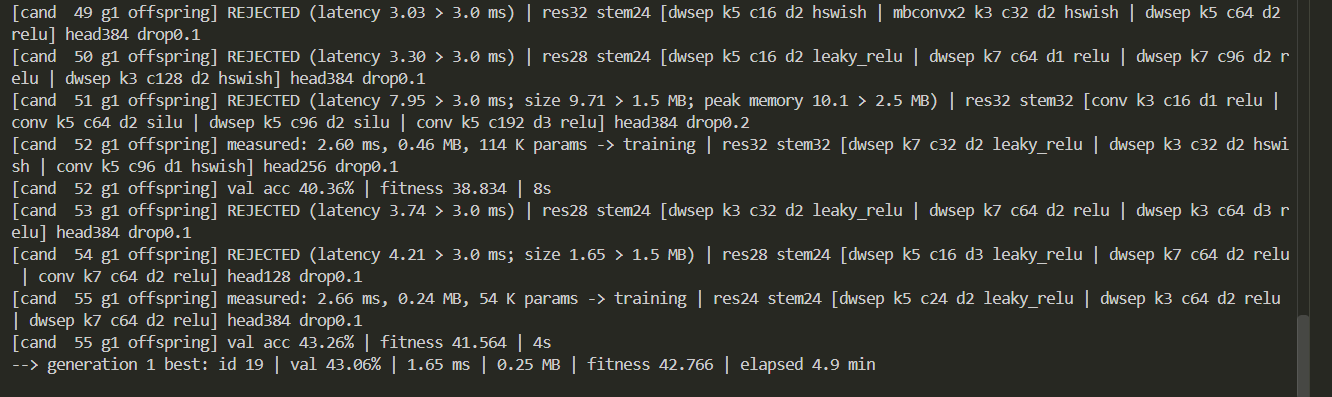 [cand  49 g1 offspring] REJECTED (latency 3.03 > 3.0 ms) | res32 stem24 [dwsep k5 c16 d2 hswish | mbconvx2 k3 c32 d2 hswish | dwsep k5 c64 d2
relu] head384 drop0.1
[cand  50 g1 offspring] REJECTED (latency 3.30 > 3.0 ms) | res28 stem24 [dwsep k5 c16 d2 leaky_relu | dwsep k7 c64 d1 relu | dwsep k7 c96 d2 r
elu | dwsep k3 c128 d2 hswish] head384 drop0.1
[cand  51 g1 offspring] REJECTED (latency 7.95 > 3.0 ms; size 9.71 > 1.5 MB; peak memory 10.1 > 2.5 MB) | res32 stem32 [conv k3 c16 d1 relu |
conv k5 c64 d2 silu | dwsep k5 c96 d2 silu | conv k5 c192 d3 relu] head384 drop0.2
[cand  52 g1 offspring] measured: 2.60 ms, 0.46 MB, 114 K params -> training | res32 stem32 [dwsep k7 c32 d2 leaky_relu | dwsep k3 c32 d2 hswi
sh | conv k5 c96 d1 hswish] head256 drop0.1
[cand  52 g1 offspring] val acc 40.36% | fitness 38.834 | 8s
[cand  53 g1 offspring] REJECTED (latency 3.74 > 3.0 ms) | res28 stem24 [dwsep k3 c32 d2 leaky_relu | dwsep k7 c64 d2 relu | dwsep k3 c64 d3 r
elu] head384 drop0.1
[cand  54 g1 offspring] REJECTED (latency 4.21 > 3.0 ms; size 1.65 > 1.5 MB) | res28 stem24 [dwsep k5 c16 d3 leaky_relu | dwsep k7 c64 d2 relu
 | conv k7 c64 d2 relu] head128 drop0.1
[cand  55 g1 offspring] measured: 2.66 ms, 0.24 MB, 54 K params -> training | res24 stem24 [dwsep k5 c24 d2 leaky_relu | dwsep k3 c64 d2 relu
| dwsep k7 c64 d2 relu] head384 drop0.1
[cand  55 g1 offspring] val acc 43.26% | fitness 41.564 | 4s
--> generation 1 best: id 19 | val 43.06% | 1.65 ms | 0.25 MB | fitness 42.766 | elapsed 4.9 min